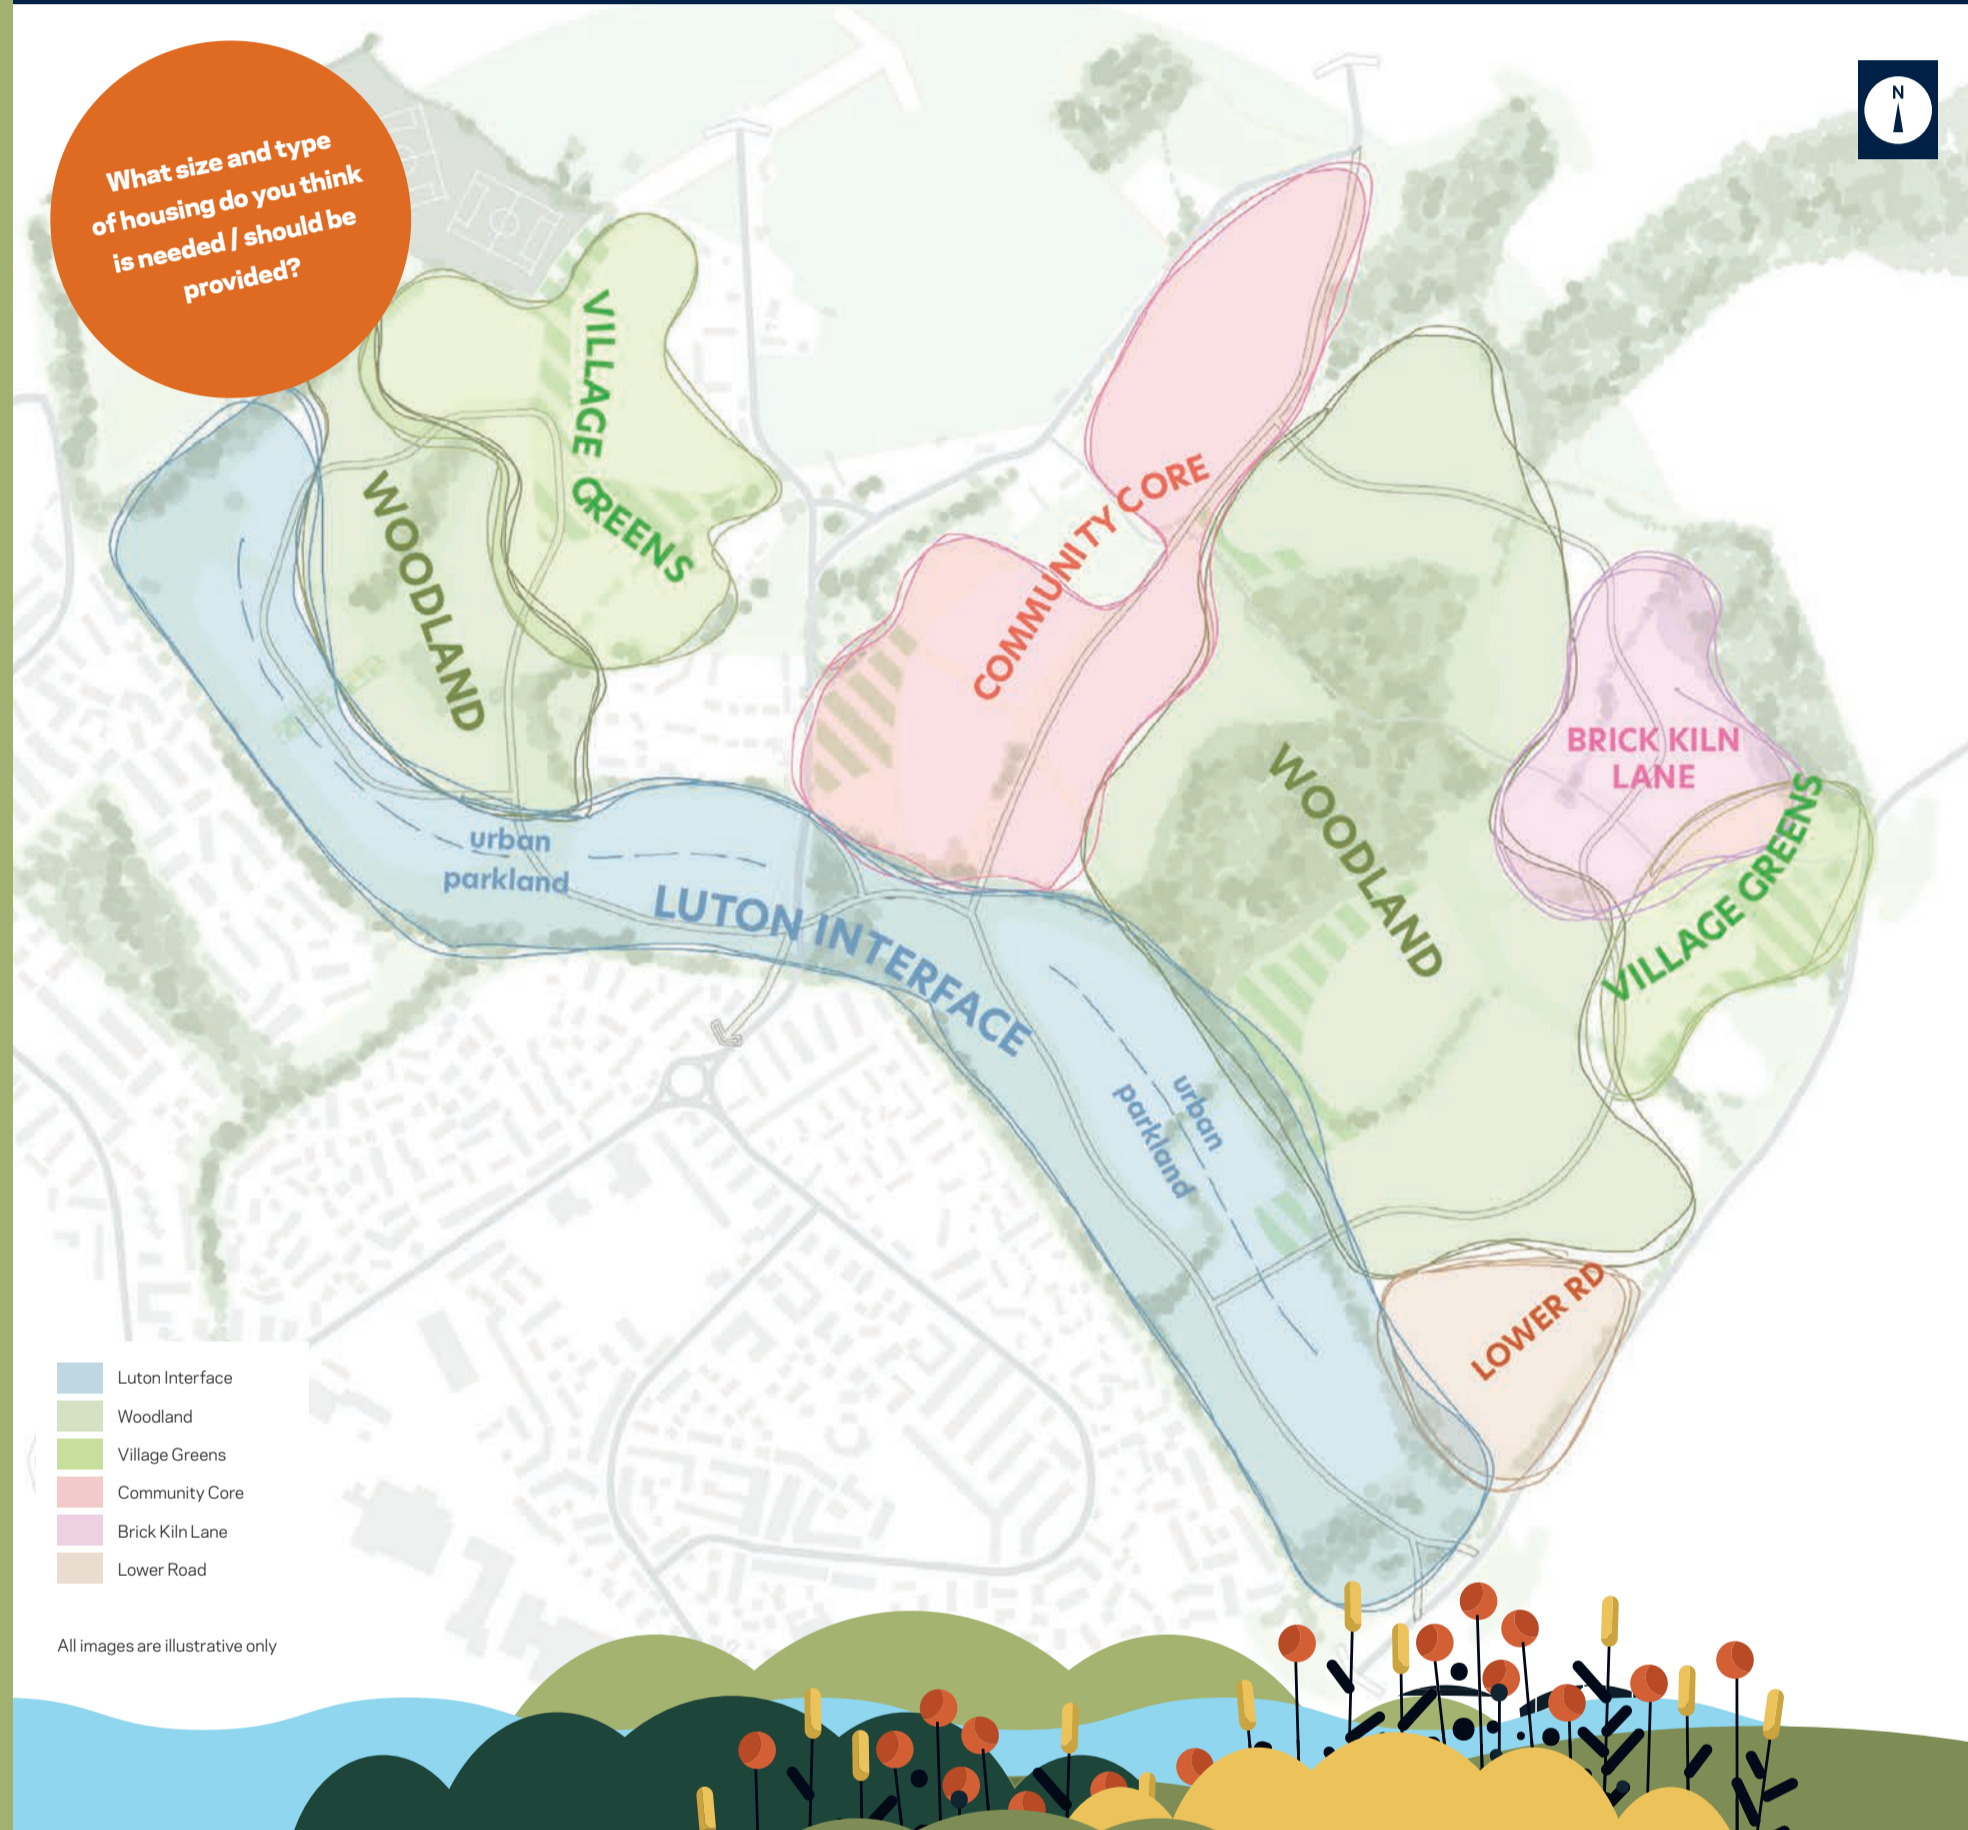 What size and type
of housing do you think
is needed / should be
provided?
N
VILLAGE GREENS
WOODLAND
COMMUNITY CORE
WOODLAND
BRICK KILN
LANE
VILLAGE GREENS
urban
parkland
LUTON INTERFACE
urban
parkland
LOWER RD
Luton Interface
Woodland
Village Greens
Community Core
Brick Kiln Lane
Lower Road
All images are illustrative only